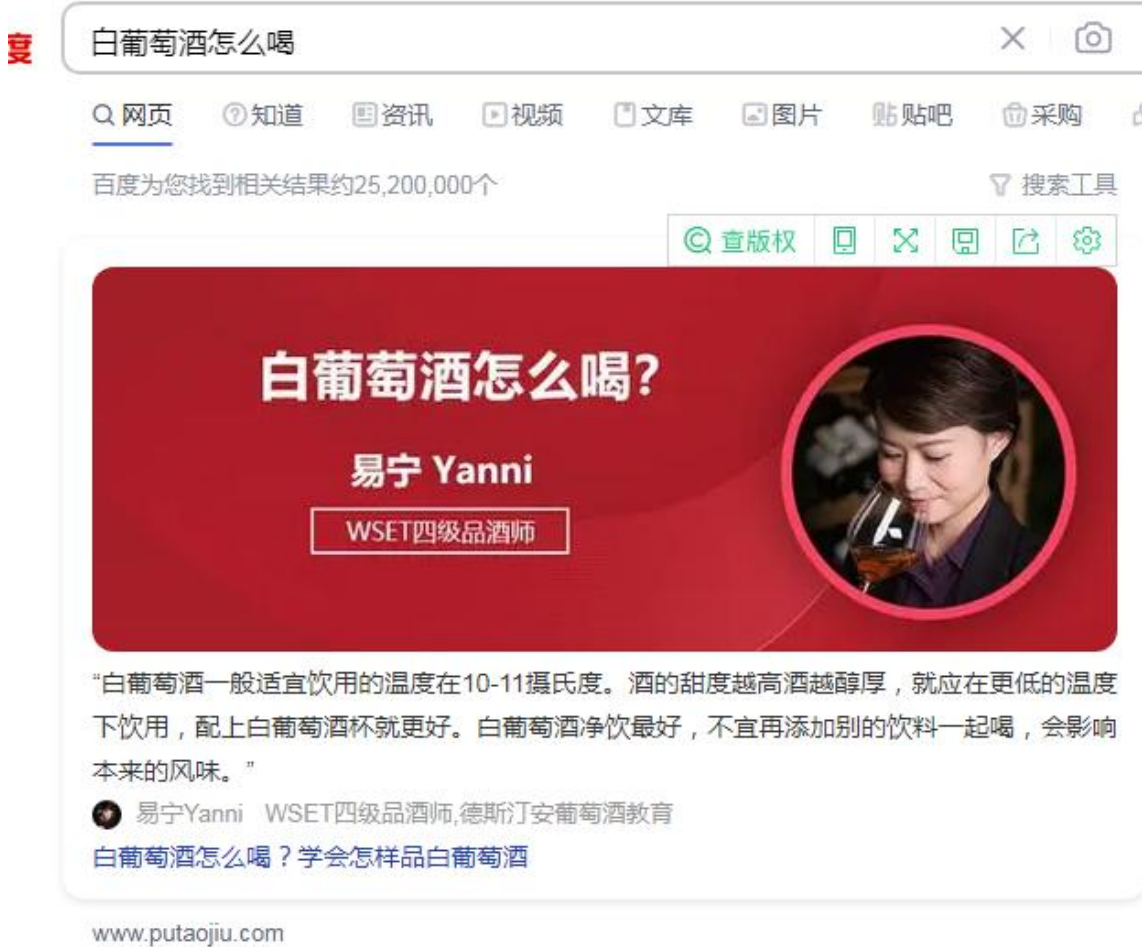 度
白葡萄酒怎么喝
网页 知道 资讯 视频 文库 图片 贴吧 采购
百度为您找到相关结果约25,200,000个 搜索工具
查版权
白葡萄酒怎么喝?
易宁 Yanni
WSET四级品酒师
“白葡萄酒一般适宜饮用的温度在10-11摄氏度。酒的甜度越高酒越醇厚，就应在更低的温度
下饮用，配上白葡萄酒杯就更好。白葡萄酒净饮最好，不宜再添加别的饮料一起喝，会影响
本来的风味。”
易宁Yanni WSET四级品酒师,德斯汀安葡萄酒教育
白葡萄酒怎么喝？学会怎样品白葡萄酒
www.putaojiu.com